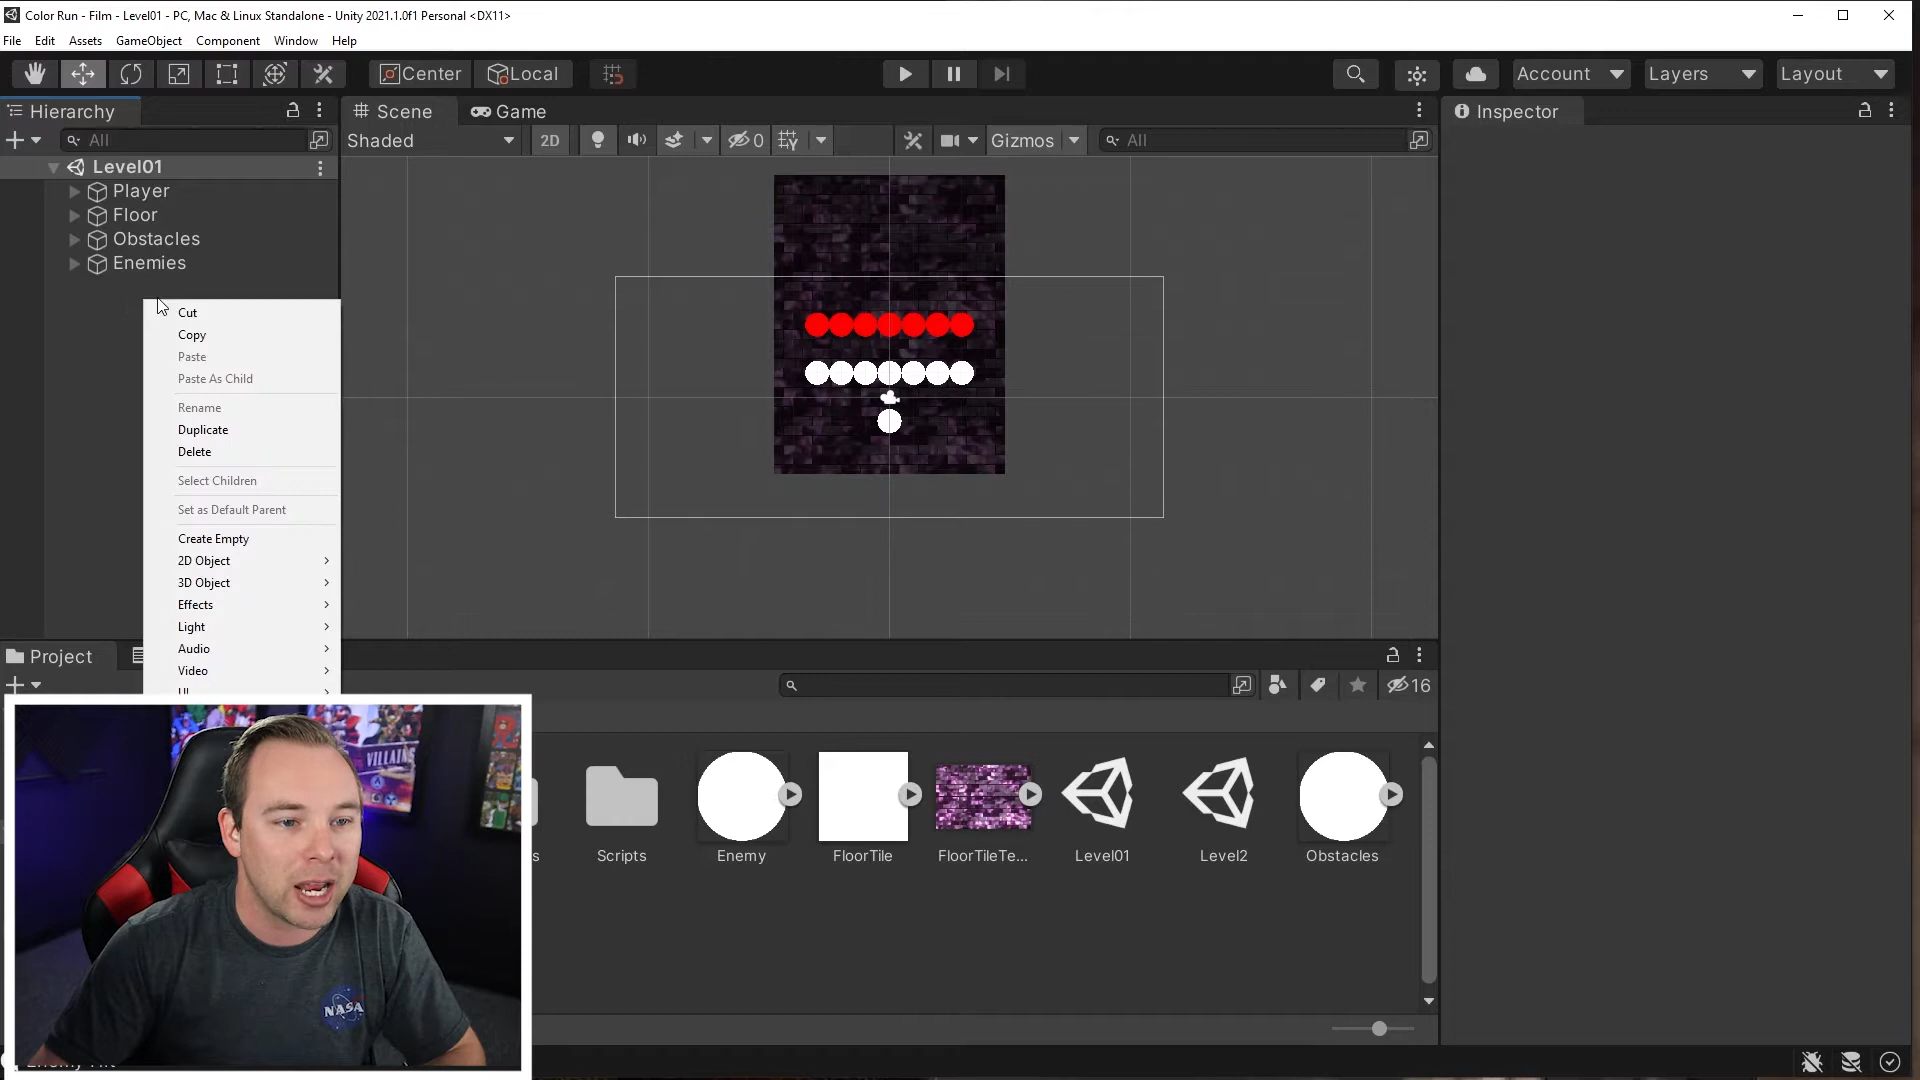 Color Run - Film - Level01 - PC, Mac & Linux Standalone - Unity 2021.1.0f1 Personal <DX11>
File Edit Assets GameObject Component Window Help
Center Local Account Layers Layout
Hierarchy Scene Game Inspector
All Shaded 2D 0 Gizmos All
Level01
Player
Floor
Obstacles
Enemies
Cut
Copy
Paste
Paste As Child
Rename
Duplicate
Delete
Select Children
Set as Default Parent
Create Empty
2D Object
3D Object
Effects
Light
Audio
Video
UI
Project
16
VILLAINS
s Scripts Enemy FloorTile FloorTileTe... Level01 Level2 Obstacles
NASA